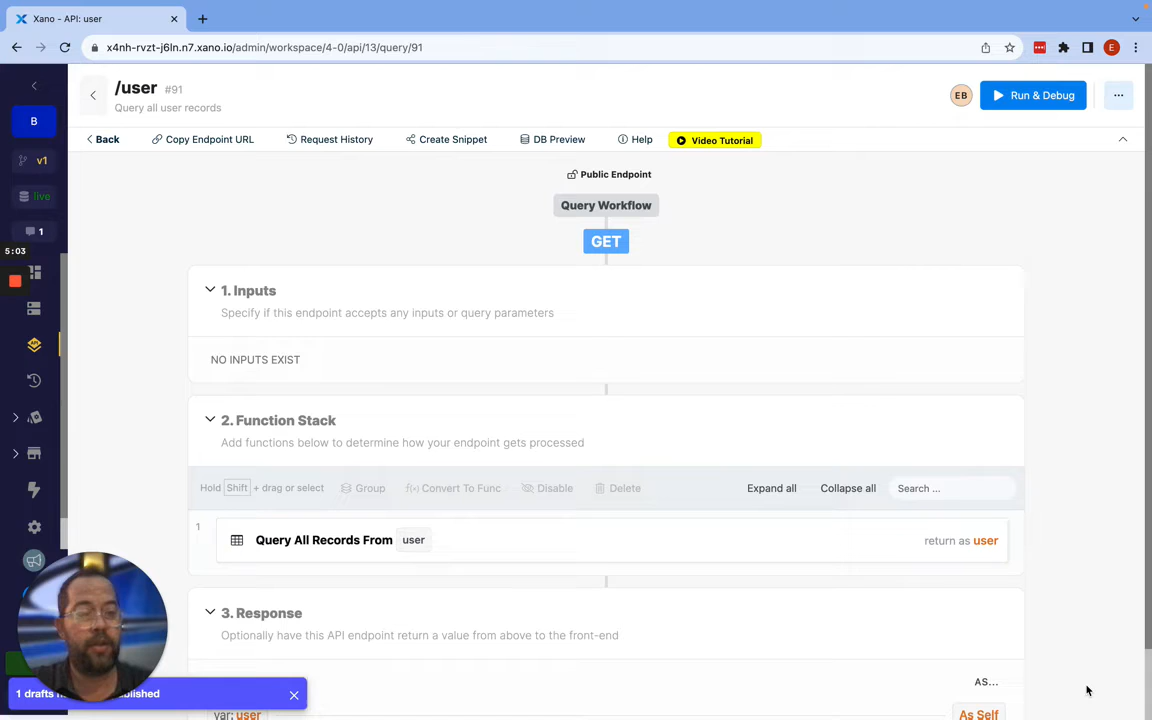 Xano - API: user
x4nh-rvzt-j6ln.n7.xano.io/admin/workspace/4-0/api/13/query/91
E
B
v1
live
1
5:03
/user #91
Query all user records
EB
Run & Debug
Back
Copy Endpoint URL
Request History
Create Snippet
DB Preview
Help
Video Tutorial
Public Endpoint
Query Workflow
GET
1. Inputs
Specify if this endpoint accepts any inputs or query parameters
NO INPUTS EXIST
2. Function Stack
Add functions below to determine how your endpoint gets processed
Hold Shift + drag or select
Group
Convert To Func
Disable
Delete
Expand all
Collapse all
Search ...
1
Query All Records From user
return as user
3. Response
Optionally have this API endpoint return a value from above to the front-end
AS...
var: user
As Self
1 drafts